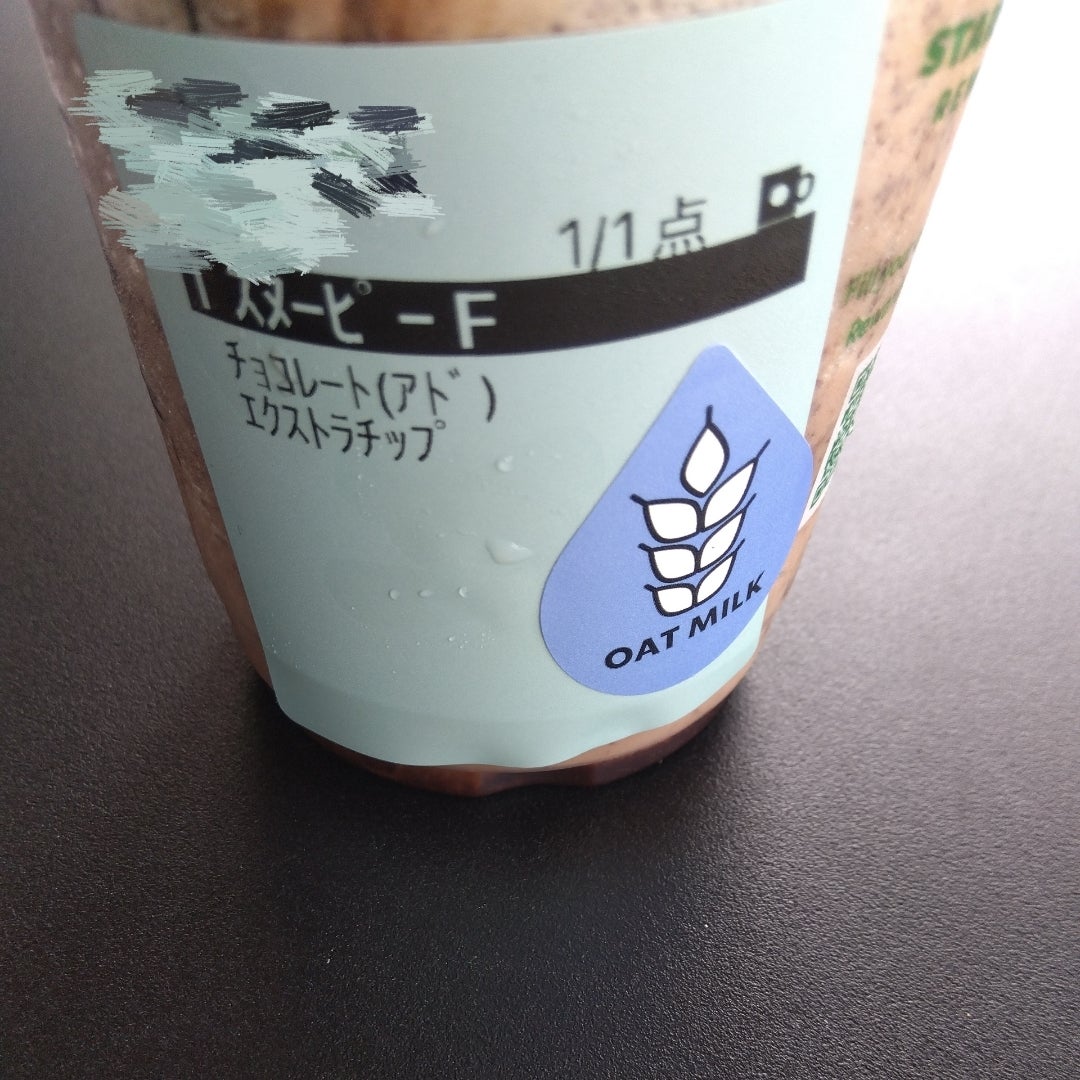 1/1点
T スヌーピーF
チョコレート(アド)
エクストラチップ
OAT MILK